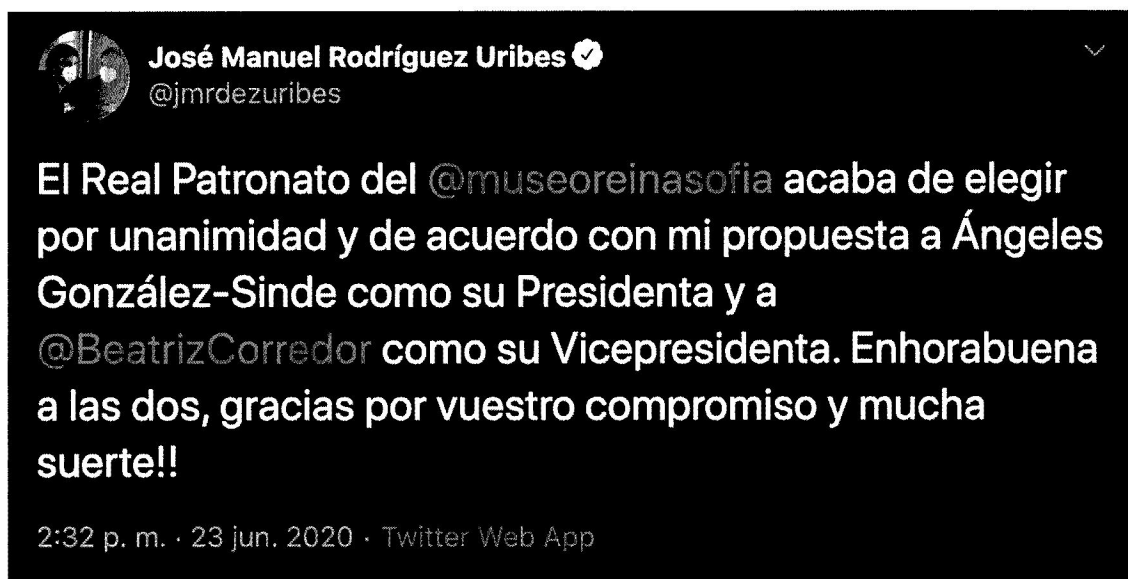 José Manuel Rodríguez Uribes
@jmrdezuribes
El Real Patronato del @museoreinasofia acaba de elegir
por unanimidad y de acuerdo con mi propuesta a Ángeles
González-Sinde como su Presidenta y a
@BeatrizCorredor como su Vicepresidenta. Enhorabuena
a las dos, gracias por vuestro compromiso y mucha
suerte!!
2:32 p. m. · 23 jun. 2020 · Twitter Web App